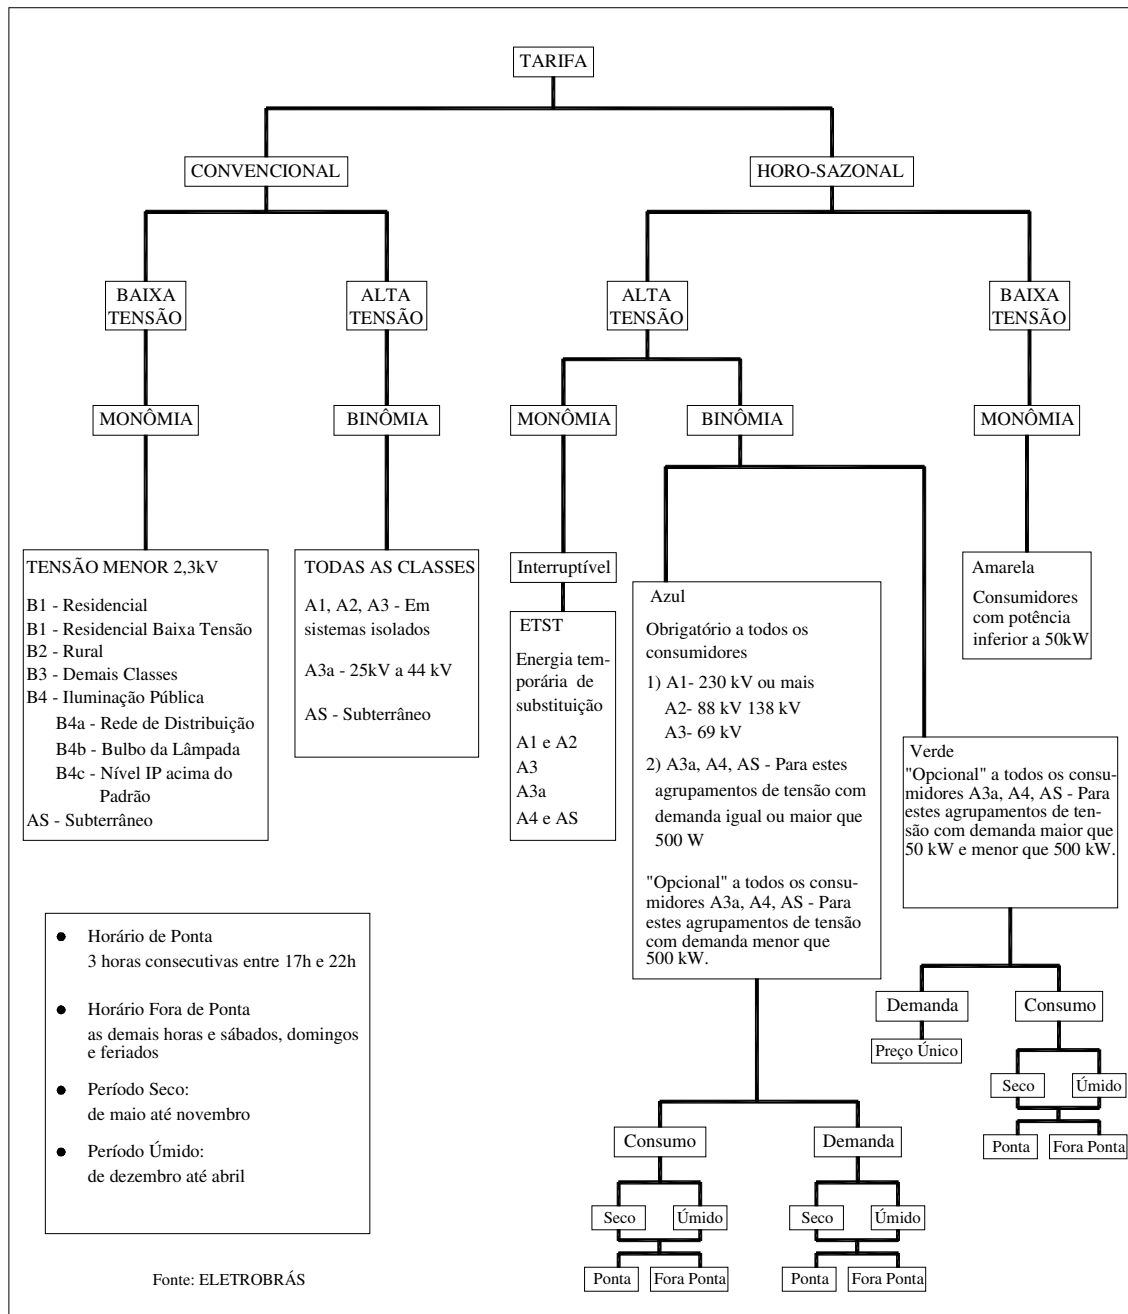 TARIFA
CONVENCIONAL
HORO-SAZONAL
BAIXA
TENSÃO
ALTA
TENSÃO
ALTA
TENSÃO
BAIXA
TENSÃO
MONÔMIA
BINÔMIA
MONÔMIA
BINÔMIA
MONÔMIA
TENSÃO MENOR 2,3kV
B1 - Residencial
B1 - Residencial Baixa Tensão
B2 - Rural
B3 - Demais Classes
B4 - Iluminação Pública
B4a - Rede de Distribuição
B4b - Bulbo da Lâmpada
B4c - Nível IP acima do
Padrão
AS - Subterrâneo
TODAS AS CLASSES
A1, A2, A3 - Em
sistemas isolados
A3a - 25kV a 44 kV
AS - Subterrâneo
Interruptível
ETST
Energia tem-
porária de
substituição
A1 e A2
A3
A3a
A4 e AS
Azul
Obrigatório a todos os
consumidores
1) A1- 230 kV ou mais
A2- 88 kV 138 kV
A3- 69 kV
2) A3a, A4, AS - Para estes
agrupamentos de tensão com
demanda igual ou maior que
500 W
"Opcional" a todos os consu-
midores A3a, A4, AS - Para
estes agrupamentos de tensão
com demanda menor que
500 kW.
Amarela
Consumidores
com potência
inferior a 50kW
Verde
"Opcional" a todos os consu-
midores A3a, A4, AS - Para
estes agrupamentos de ten-
são com demanda maior que
50 kW e menor que 500 kW.
Demanda
Consumo
Preço Único
Seco
Úmido
Ponta
Fora Ponta
Consumo
Demanda
Seco
Úmido
Seco
Úmido
Ponta
Fora Ponta
Ponta
Fora Ponta
● Horário de Ponta
3 horas consecutivas entre 17h e 22h
● Horário Fora de Ponta
as demais horas e sábados, domingos
e feriados
● Período Seco:
de maio até novembro
● Período Úmido:
de dezembro até abril
Fonte: ELETROBRÁS